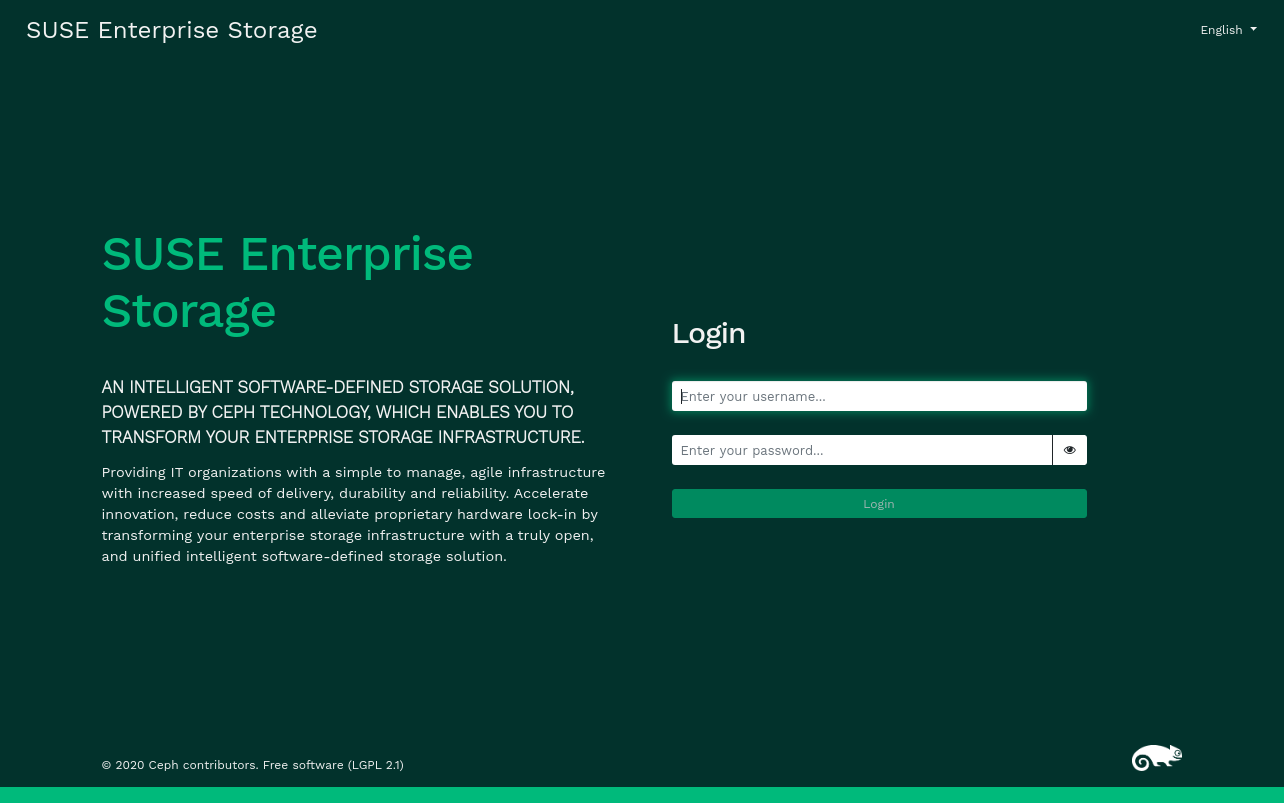 SUSE Enterprise Storage
English
SUSE Enterprise
Storage
AN INTELLIGENT SOFTWARE-DEFINED STORAGE SOLUTION,
POWERED BY CEPH TECHNOLOGY, WHICH ENABLES YOU TO
TRANSFORM YOUR ENTERPRISE STORAGE INFRASTRUCTURE.
Providing IT organizations with a simple to manage, agile infrastructure
with increased speed of delivery, durability and reliability. Accelerate
innovation, reduce costs and alleviate proprietary hardware lock-in by
transforming your enterprise storage infrastructure with a truly open,
and unified intelligent software-defined storage solution.
Login
Enter your username...
Enter your password...
Login
© 2020 Ceph contributors. Free software (LGPL 2.1)